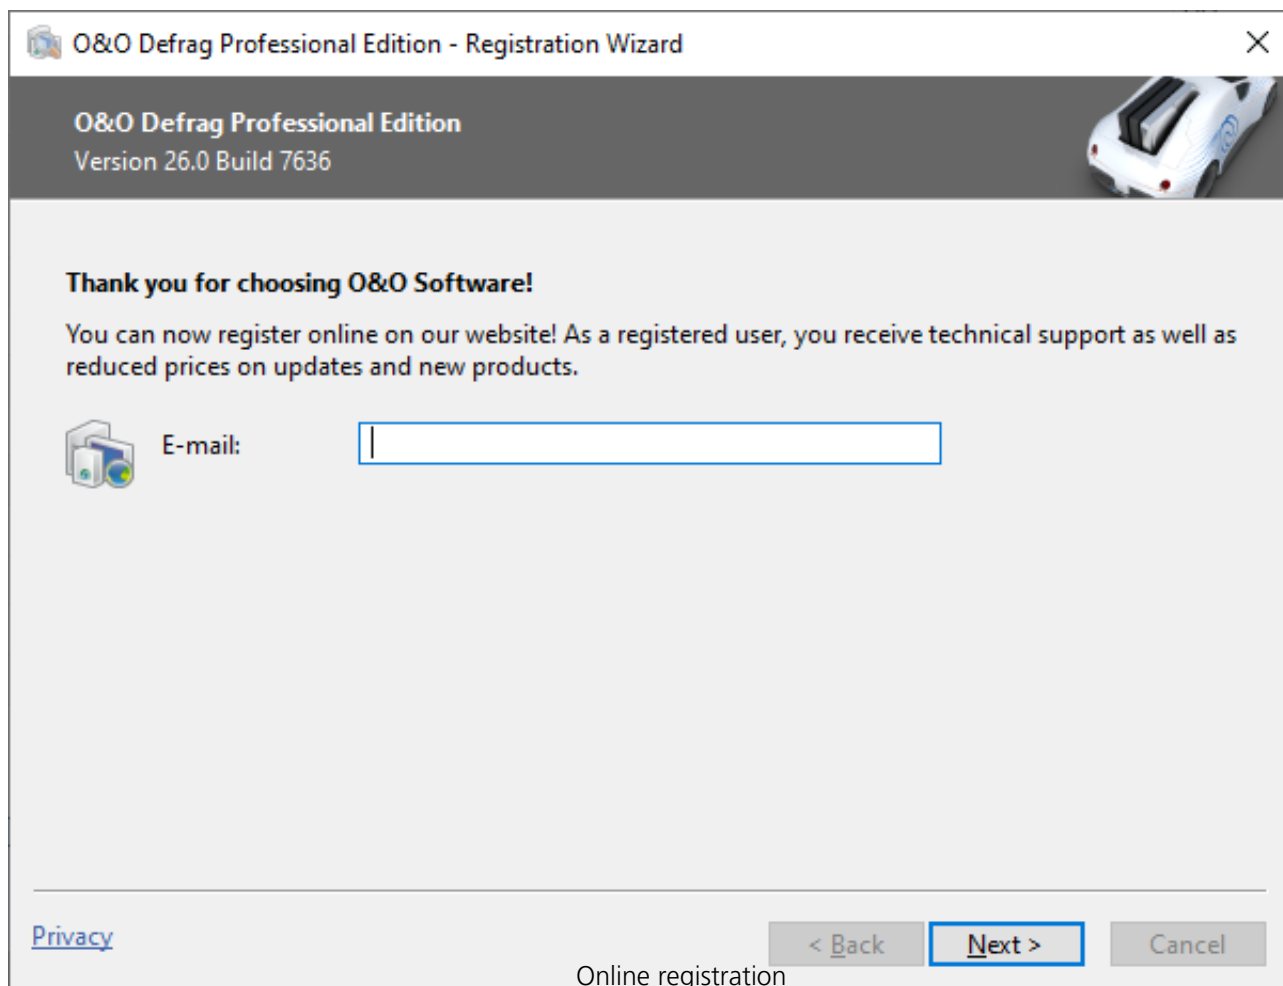 O&O Defrag Professional Edition - Registration Wizard
O&O Defrag Professional Edition
Version 26.0 Build 7636
Thank you for choosing O&O Software!
You can now register online on our website! As a registered user, you receive technical support as well as
reduced prices on updates and new products.
E-mail:
Privacy
< Back
Next >
Cancel
Online registration